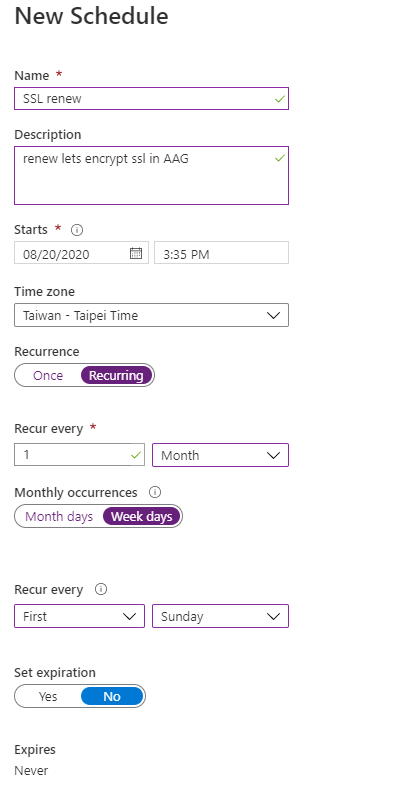 New Schedule
Name *
SSL renew
Description
renew lets encrypt ssl in AAG
Starts *
08/20/2020 3:35 PM
Time zone
Taiwan - Taipei Time
Recurrence
Once Recurring
Recur every *
1 Month
Monthly occurrences
Month days Week days
Recur every
First Sunday
Set expiration
Yes No
Expires
Never